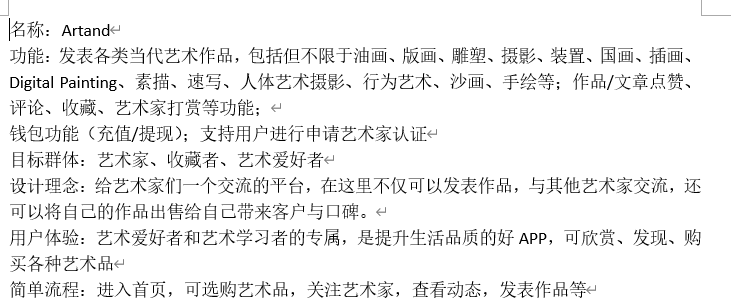 名称：Artand
功能：发表各类当代艺术作品，包括但不限于油画、版画、雕塑、摄影、装置、国画、插画、
Digital Painting、素描、速写、人体艺术摄影、行为艺术、沙画、手绘等；作品/文章点赞、
评论、收藏、艺术家打赏等功能；
钱包功能（充值/提现）；支持用户进行申请艺术家认证
目标群体：艺术家、收藏者、艺术爱好者
设计理念：给艺术家们一个交流的平台，在这里不仅可以发表作品，与其他艺术家交流，还
可以将自己的作品出售给自己带来客户与口碑。
用户体验：艺术爱好者和艺术学习者的专属，是提升生活品质的好 APP，可欣赏、发现、购
买各种艺术品
简单流程：进入首页，可选购艺术品，关注艺术家，查看动态，发表作品等